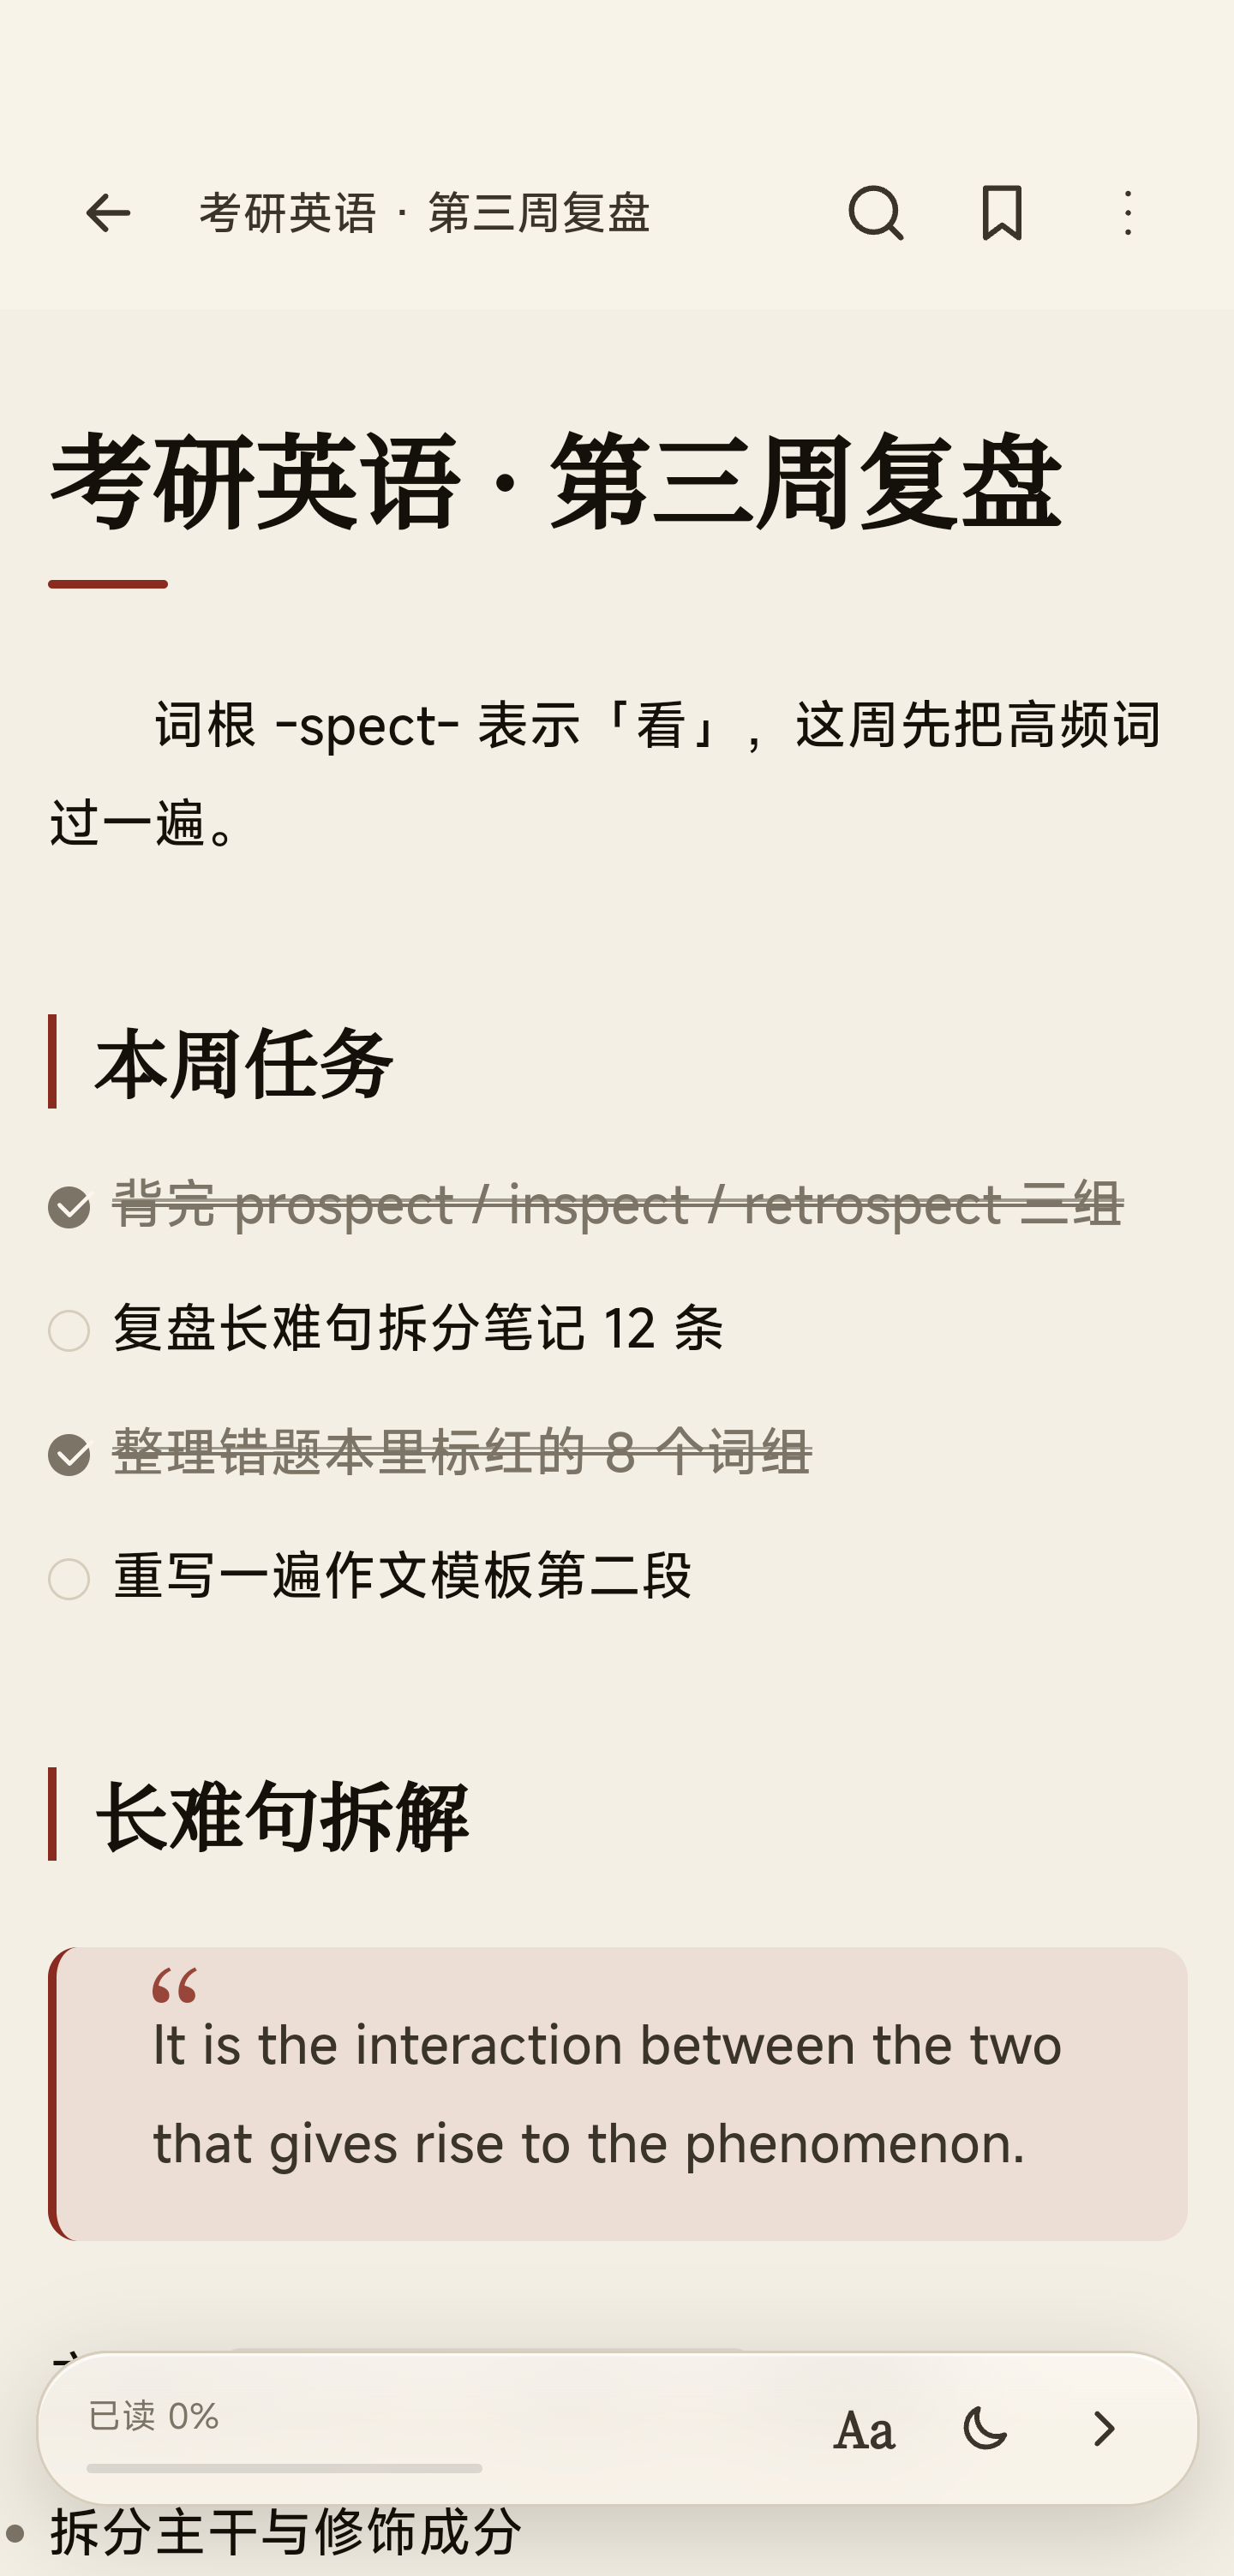 考研英语 · 第三周复盘
考研英语 · 第三周复盘
词根 -spect- 表示「看」，这周先把高频词
过一遍。
本周任务
背完 prospect / inspect / retrospect 三组
复盘长难句拆分笔记 12 条
整理错题本里标红的 8 个词组
重写一遍作文模板第二段
长难句拆解
“
It is the interaction between the two
that gives rise to the phenomenon.
已读 0%
Aa
拆分主干与修饰成分